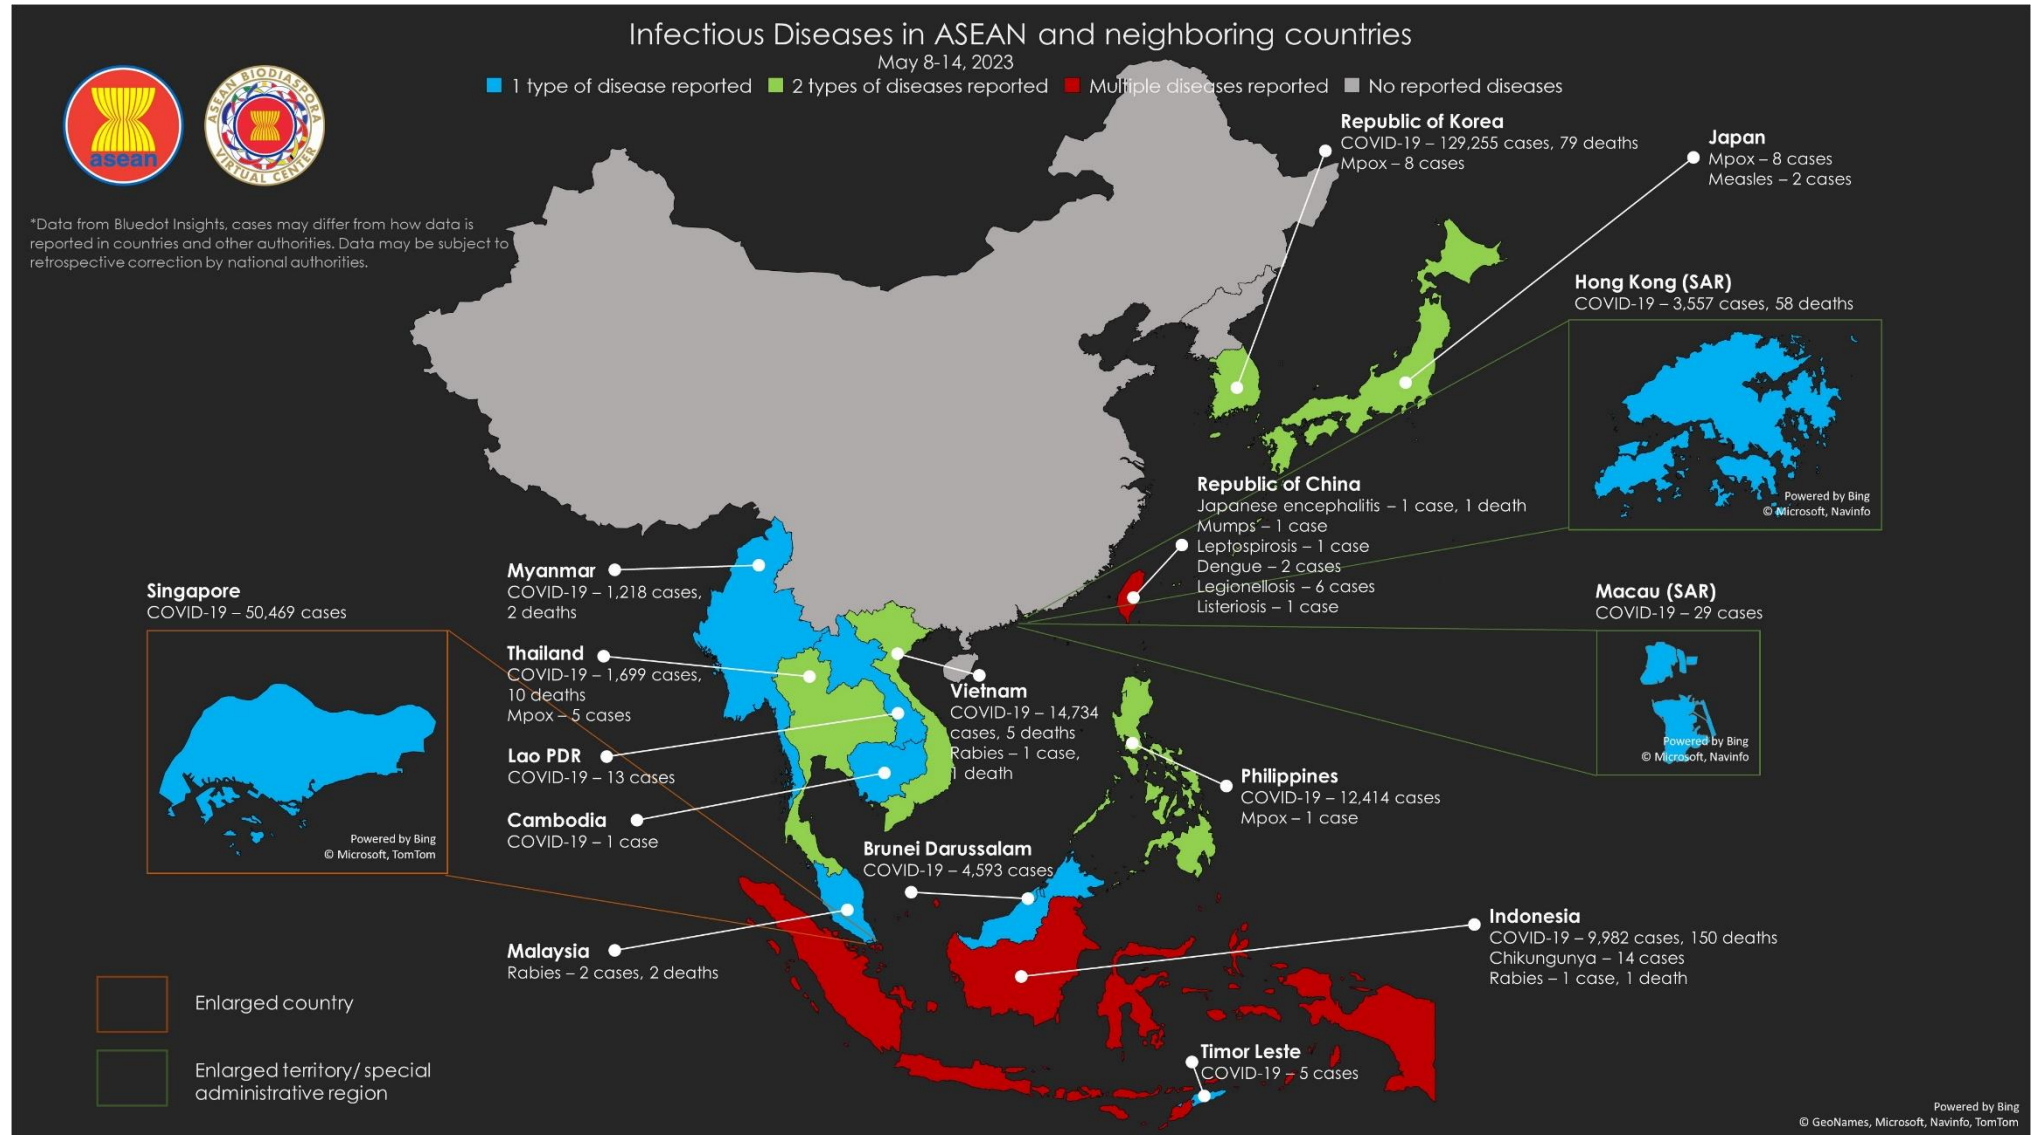 Infectious Diseases in ASEAN and neighboring countries
May 8-14, 2023
1 type of disease reported
2 types of diseases reported
Multiple diseases reported
No reported diseases
asean
ASEAN BIODIASPORA
VIRTUAL CENTER
*Data from Bluedot Insights, cases may differ from how data is
reported in countries and other authorities. Data may be subject to
retrospective correction by national authorities.
Republic of Korea
COVID-19 – 129,255 cases, 79 deaths
Mpox – 8 cases
Japan
Mpox – 8 cases
Measles – 2 cases
Hong Kong (SAR)
COVID-19 – 3,557 cases, 58 deaths
Powered by Bing
© Microsoft, Navinfo
Republic of China
Japanese encephalitis – 1 case, 1 death
Mumps – 1 case
Leptospirosis – 1 case
Dengue – 2 cases
Legionellosis – 6 cases
Listeriosis – 1 case
Macau (SAR)
COVID-19 – 29 cases
Powered by Bing
© Microsoft, Navinfo
Singapore
COVID-19 – 50,469 cases
Powered by Bing
© Microsoft, TomTom
Myanmar
COVID-19 – 1,218 cases,
2 deaths
Thailand
COVID-19 – 1,699 cases,
10 deaths
Mpox – 5 cases
Lao PDR
COVID-19 – 13 cases
Cambodia
COVID-19 – 1 case
Vietnam
COVID-19 – 14,734
cases, 5 deaths
Rabies – 1 case,
1 death
Philippines
COVID-19 – 12,414 cases
Mpox – 1 case
Brunei Darussalam
COVID-19 – 4,593 cases
Malaysia
Rabies – 2 cases, 2 deaths
Indonesia
COVID-19 – 9,982 cases, 150 deaths
Chikungunya – 14 cases
Rabies – 1 case, 1 death
Timor Leste
COVID-19 – 5 cases
Enlarged country
Enlarged territory/ special
administrative region
Powered by Bing
© GeoNames, Microsoft, Navinfo, TomTom